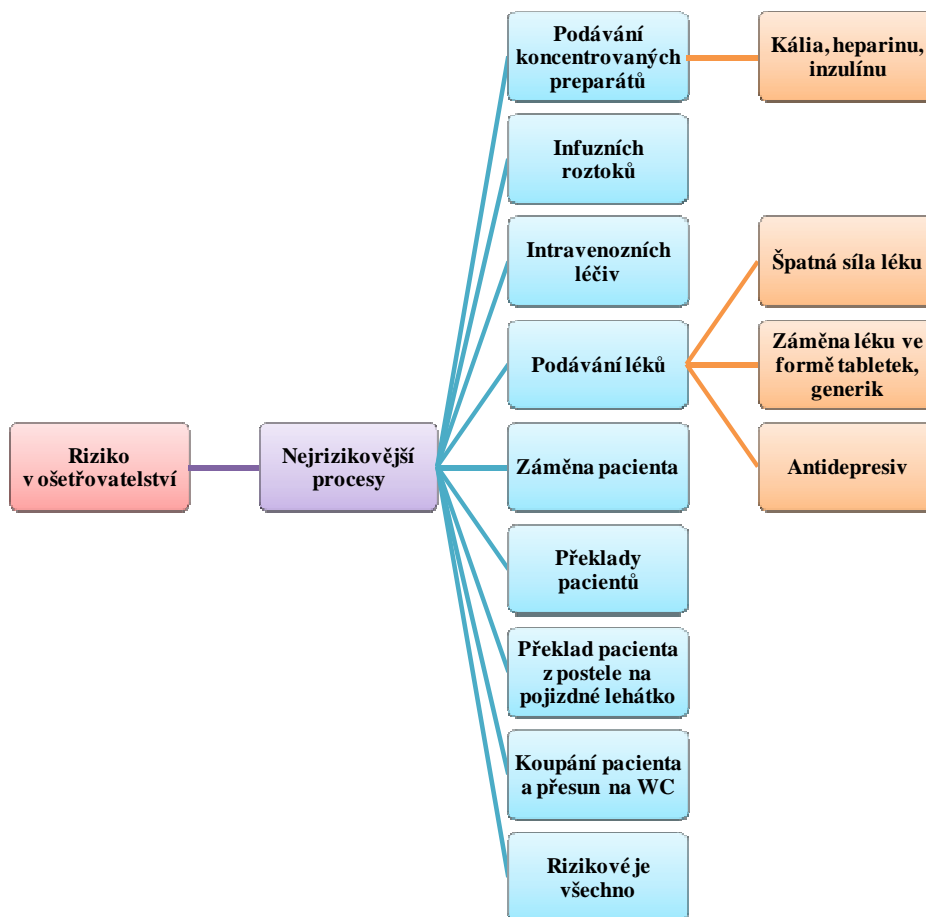 Riziko
v ošetřovatelství
Nejrizikovější
procesy
Podávání
koncentrovaných
preparátů
Kália, heparinu,
inzulínu
Infuzních
roztoků
Intravenozních
léčiv
Podávání léků
Špatná síla léku
Záměna léku ve
formě tabletek,
generik
Antidepresiv
Záměna pacienta
Překlady
pacientů
Překlad pacienta
z postele na
pojizdné lehátko
Koupání pacienta
a přesun na WC
Rizikové je
všechno